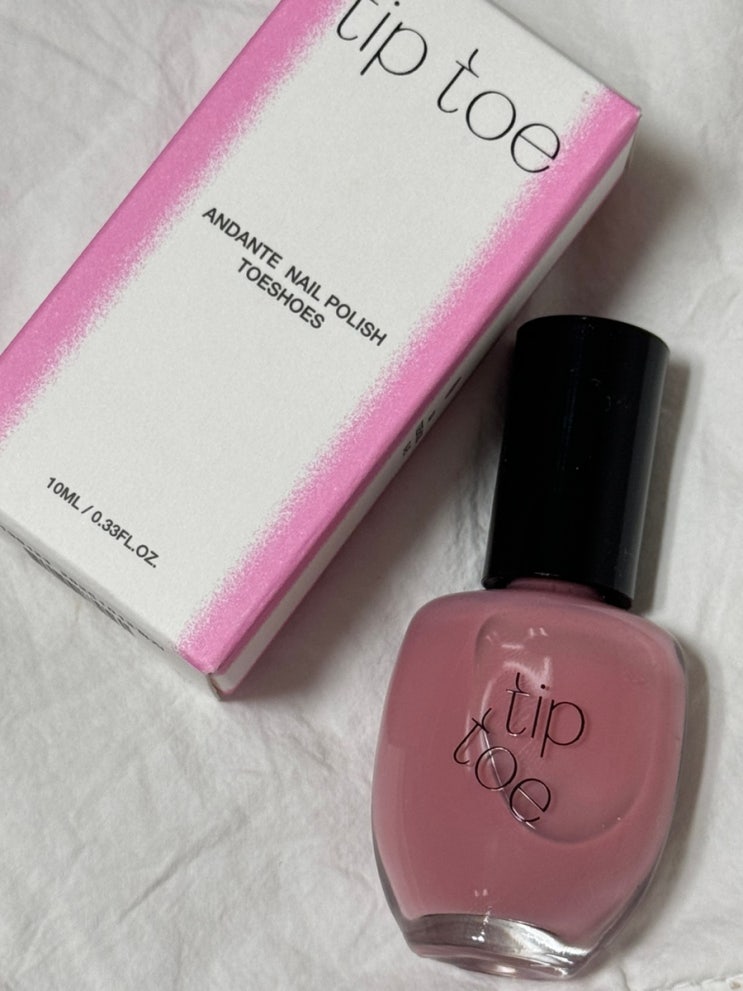 tip toe
ANDANTE NAIL POLISH
TOESHOES
10ML / 0.33FL.OZ.
tip
toe